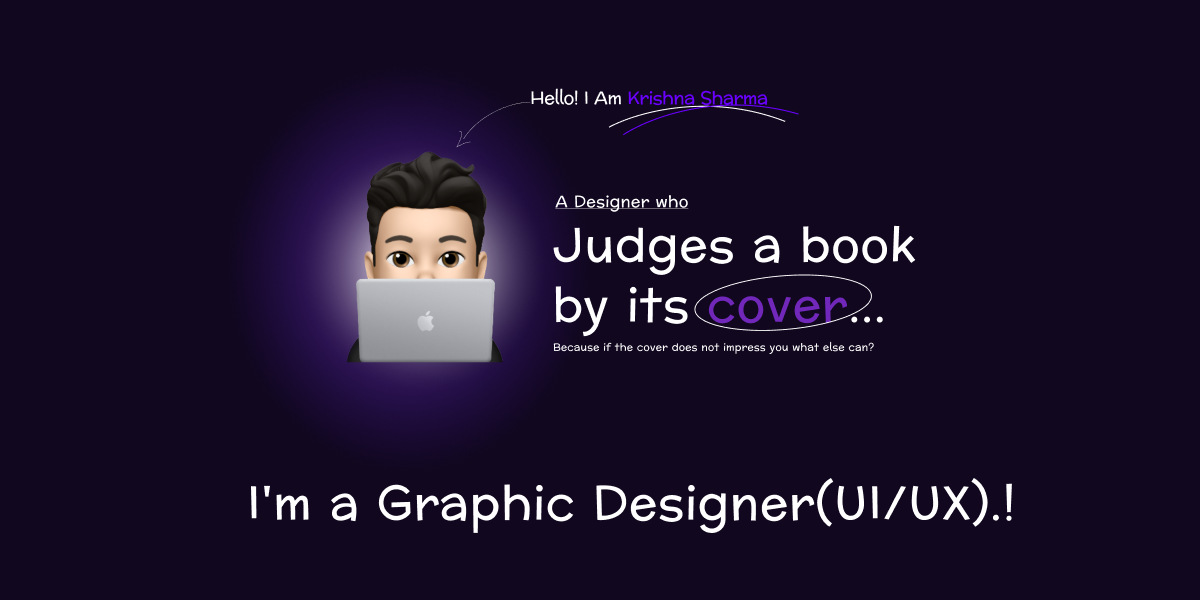 Hello! I Am Krishna Sharma
A Designer who
Judges a book
by its cover...
Because if the cover does not impress you what else can?
I'm a Graphic Designer(UI/UX).!